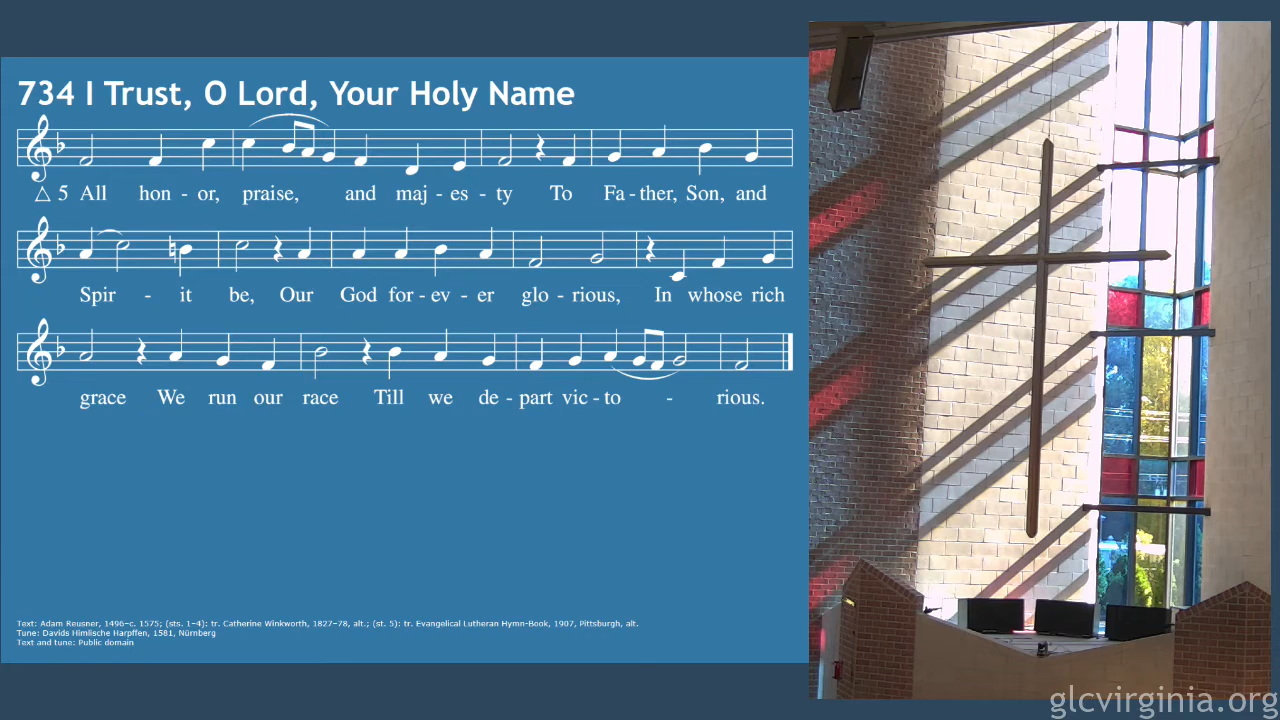 734 I Trust, O Lord, Your Holy Name
△ 5 All hon - or, praise, and maj - es - ty To Fa - ther, Son, and
Spir - it be, Our God for - ev - er glo - rious, In whose rich
grace We run our race Till we de - part vic - to - rious.
Text: Adam Reusner, 1496–c. 1575; (sts. 1–4): tr. Catherine Winkworth, 1827–78, alt.; (st. 5): tr. Evangelical Lutheran Hymn-Book, 1907, Pittsburgh, alt.
Tune: Davids Himlische Harpffen, 1581, Nürnberg
Text and tune: Public domain
glcvirginia.org